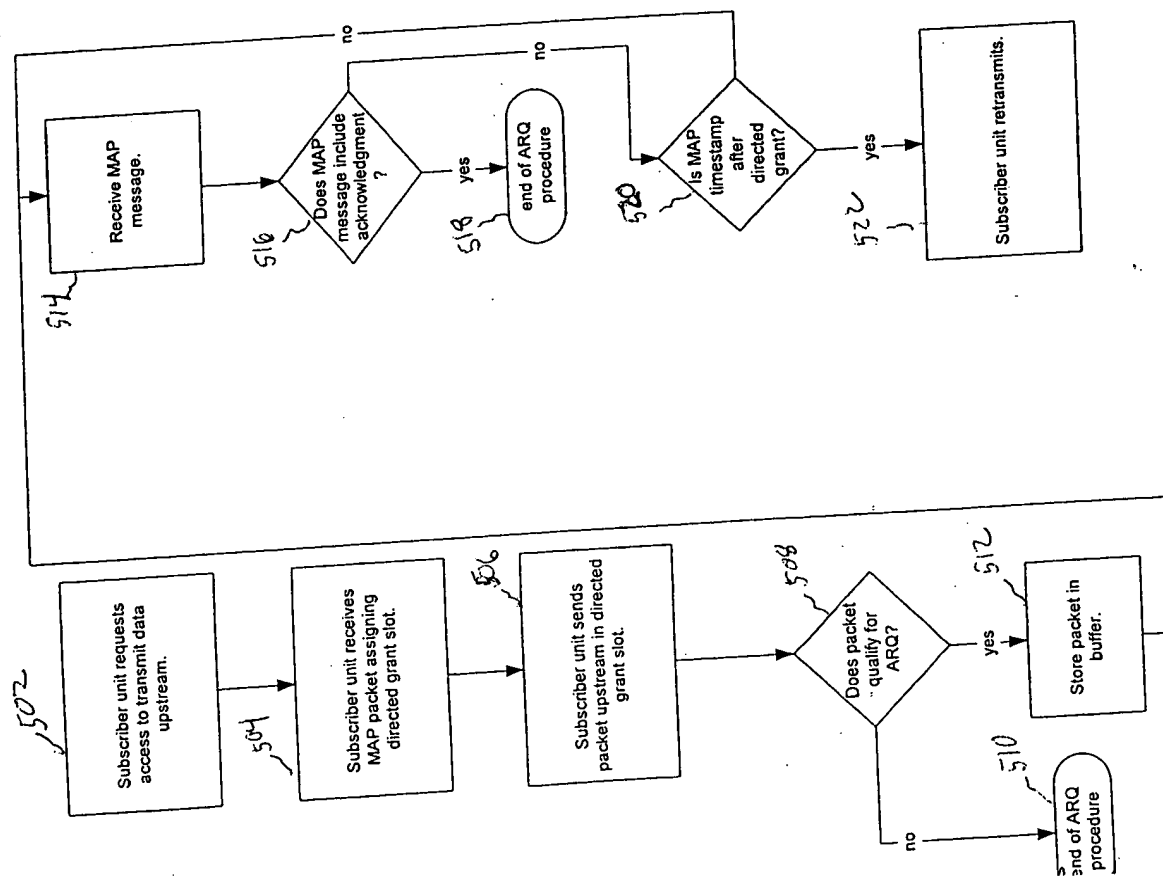 502
Subscriber unit requests
access to transmit data
upstream.
504
Subscriber unit receives
MAP packet assigning
directed grant slot.
506
Subscriber unit sends
packet upstream in directed
grant slot.
508
Does packet
qualify for
ARQ?
no
yes
510
end of ARQ
procedure
512
Store packet in
buffer.
514
Receive MAP
message.
516
Does MAP
message include
acknowledgment
?
no
yes
518
end of ARQ
procedure
520
Is MAP
timestamp
after
directed
grant?
no
yes
522
Subscriber unit retransmits.